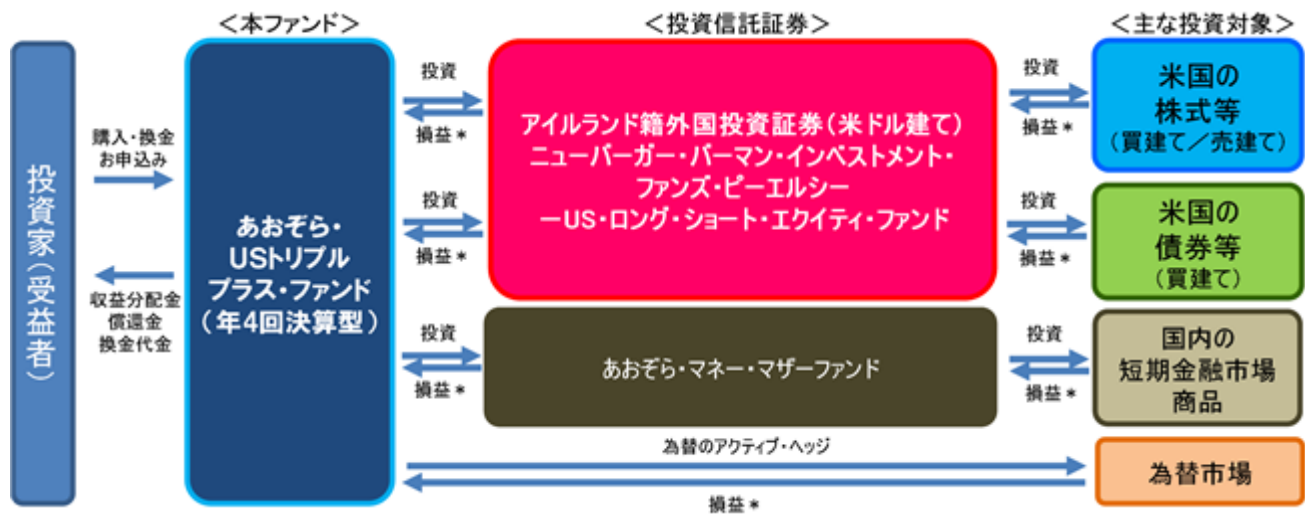 ＜本ファンド＞
＜投資信託証券＞
＜主な投資対象＞
投資家（受益者）
購入・換金
お申込み
収益分配金
償還金
換金代金
あおぞら・
USトリプル
プラス・ファンド
（年4回決算型）
投資
損益＊
投資
損益＊
投資
損益＊
アイルランド籍外国投資証券（米ドル建て）
ニューバーガー・バーマン・インベストメント・
ファンズ・ピーエルシー
ーUS・ロング・ショート・エクイティ・ファンド
あおぞら・マネー・マザーファンド
投資
損益＊
投資
損益＊
投資
損益＊
米国の
株式等
（買建て／売建て）
米国の
債券等
（買建て）
国内の
短期金融市場
商品
為替のアクティブ・ヘッジ
損益＊
為替市場